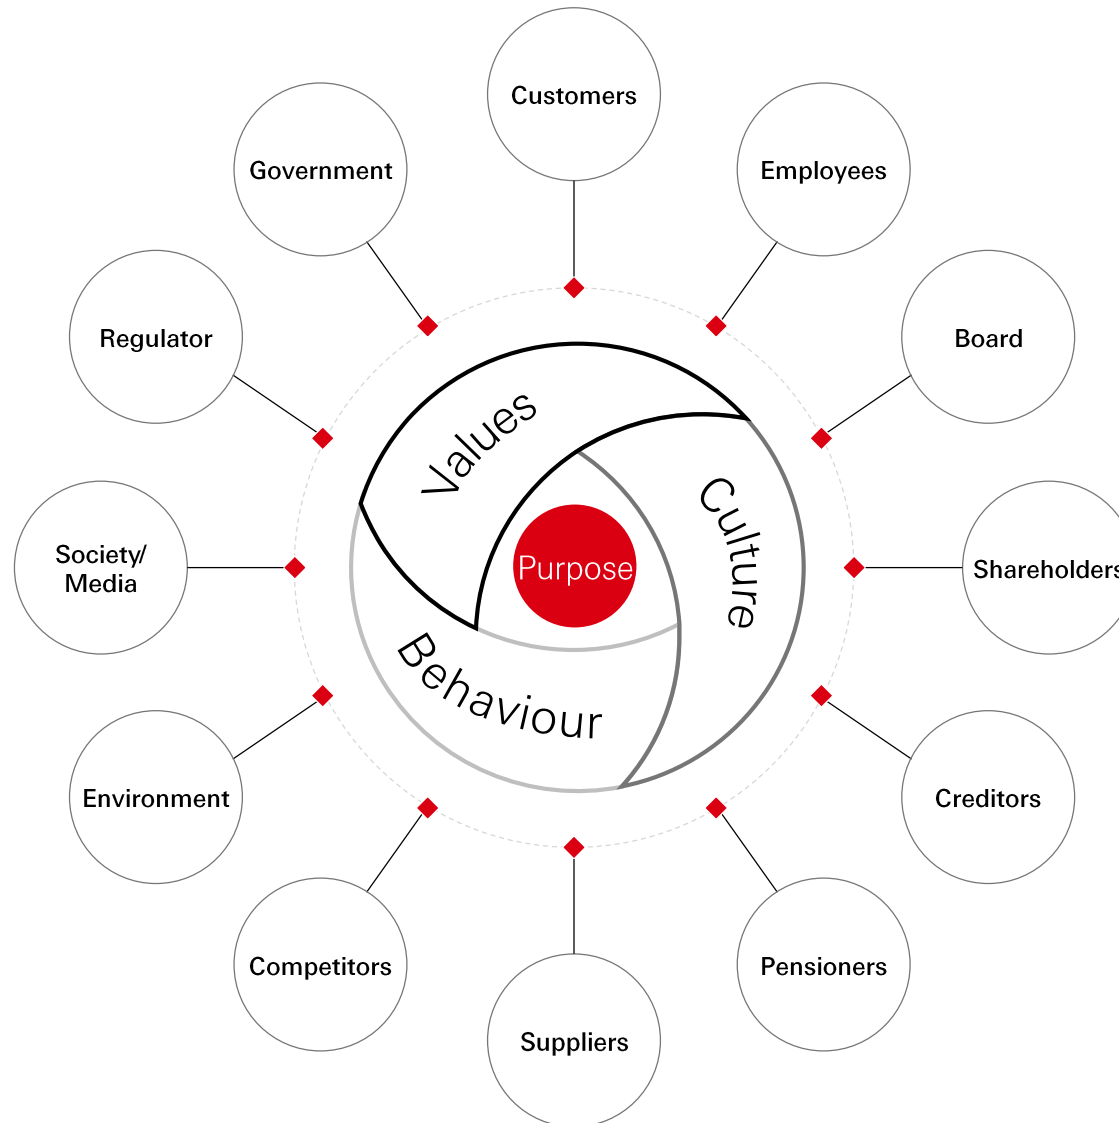 Customers
Employees
Board
Shareholders
Creditors
Pensioners
Suppliers
Competitors
Environment
Society/
Media
Regulator
Government
Values
Culture
Behaviour
Purpose